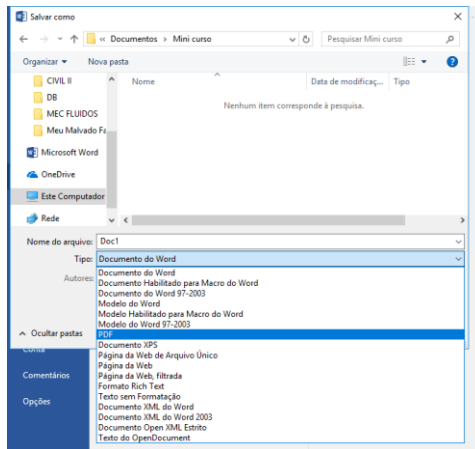 Salvar como
« Documentos > Mini curso
Pesquisar Mini curso
Organizar
Nova pasta
CIVIL II
DB
MEC FLUIDOS
Meu Malvado Fa
Microsoft Word
OneDrive
Este Computador
Rede
Nome
Data de modificaç...
Tipo
Nenhum item corresponde à pesquisa.
Nome do arquivo: Doc1
Tipo: Documento do Word
Autores:
Documento do Word
Documento Habilitado para Macro do Word
Documento do Word 97-2003
Modelo do Word
Modelo Habilitado para Macro do Word
Modelo do Word 97-2003
PDF
Documento XPS
Página da Web de Arquivo Único
Página da Web
Página da Web, filtrada
Formato Rich Text
Texto sem Formatação
Documento XML do Word
Documento XML do Word 2003
Documento Open XML Estrito
Texto do OpenDocument
Ocultar pastas
Conta
Comentários
Opções